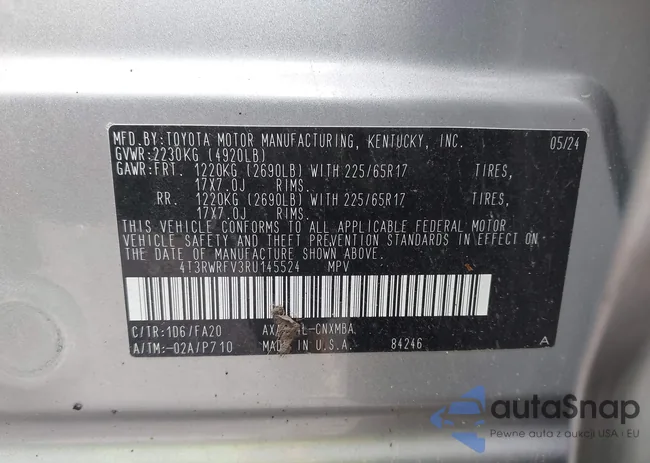 MFD.BY:TOYOTA MOTOR MANUFACTURING, KENTUCKY, INC. 05/24
GVWR:2230KG (4920LB)
GAWR:FRT. 1220KG (2690LB) WITH 225/65R17 TIRES,
17X7.0J RIMS.
RR. 1220KG (2690LB) WITH 225/65R17 TIRES,
17X7.0J RIMS.
THIS VEHICLE CONFORMS TO ALL APPLICABLE FEDERAL MOTOR
VEHICLE SAFETY AND THEFT PREVENTION STANDARDS IN EFFECT ON
THE DATE OF MANUFACTURE SHOWN ABOVE.
4T3RWRFV3RU145524 MPV
C/TR:1D6/FA20
A/TM:-02A/P710 MADE IN U.S.A. 84246 A
autaSnap
Pewne auta z aukcji USA i EU